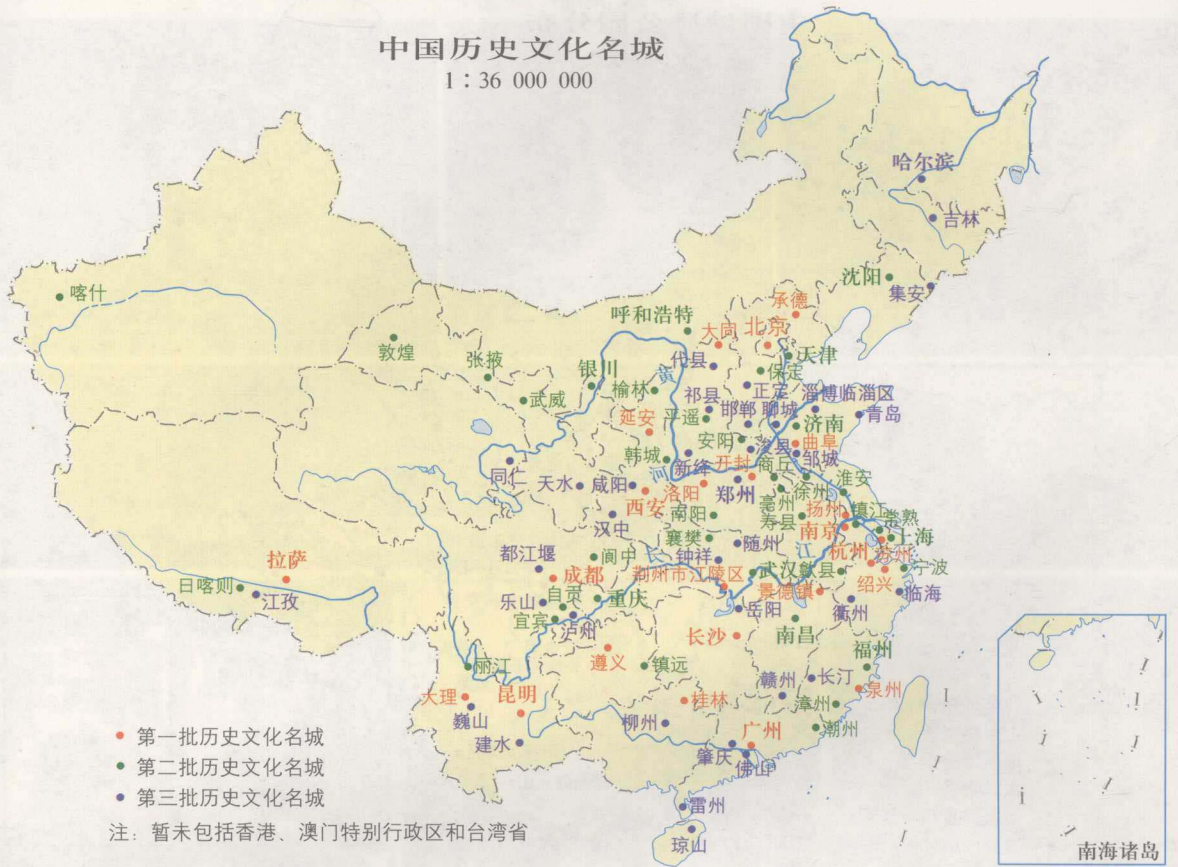 中国历史文化名城
1：36 000 000
哈尔滨
吉林
沈阳
集安
喀什
呼和浩特
承德
大同
北京
敦煌
代县
天津
张掖
银川
榆林
黄
保定
武威
祁县
正定
淄博临淄区
延安
平遥
邯郸
聊城
济南
青岛
安阳
浚县
曲阜
韩城
新绛
开封
商丘
邹城
同仁
天水
咸阳
河
西安
洛阳
郑州
徐州
淮安
亳州
汉中
南阳
寿县
扬州
镇江
常熟
南京
上海
襄樊
随州
杭州
苏州
拉萨
都江堰
阆中
长
钟祥
江
宁波
日喀则
江孜
成都
荆州市江陵区
武汉
歙县
绍兴
自贡
重庆
景德镇
临海
乐山
宜宾
泸州
岳阳
衢州
长沙
南昌
丽江
遵义
镇远
福州
大理
昆明
赣州
长汀
泉州
巍山
桂林
漳州
建水
柳州
广州
潮州
肇庆
佛山
雷州
琼山
第一批历史文化名城
第二批历史文化名城
第三批历史文化名城
注：暂未包括香港、澳门特别行政区和台湾省
南海诸岛